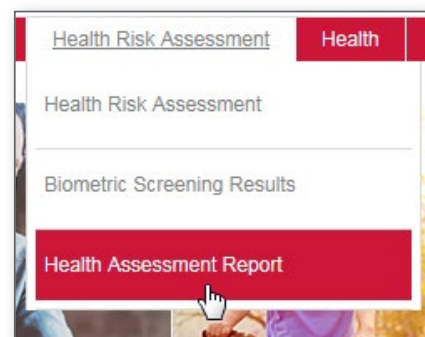 Health Risk Assessment Health
Health Risk Assessment
Biometric Screening Results
Health Assessment Report